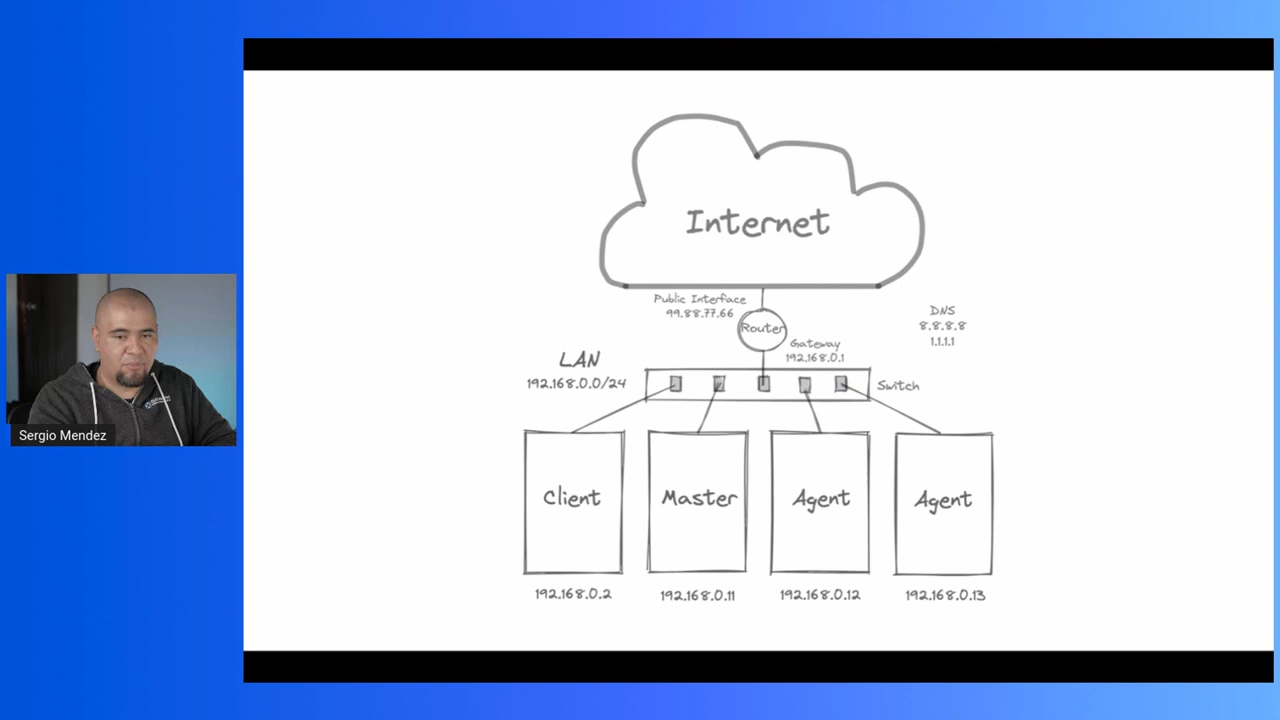 Internet
Public Interface
99.88.77.66
Router
DNS
8.8.8.8
1.1.1.1
Gateway
192.168.0.1
LAN
192.168.0.0/24
Switch
Client
Master
Agent
Agent
192.168.0.2
192.168.0.11
192.168.0.12
192.168.0.13
Sergio Mendez